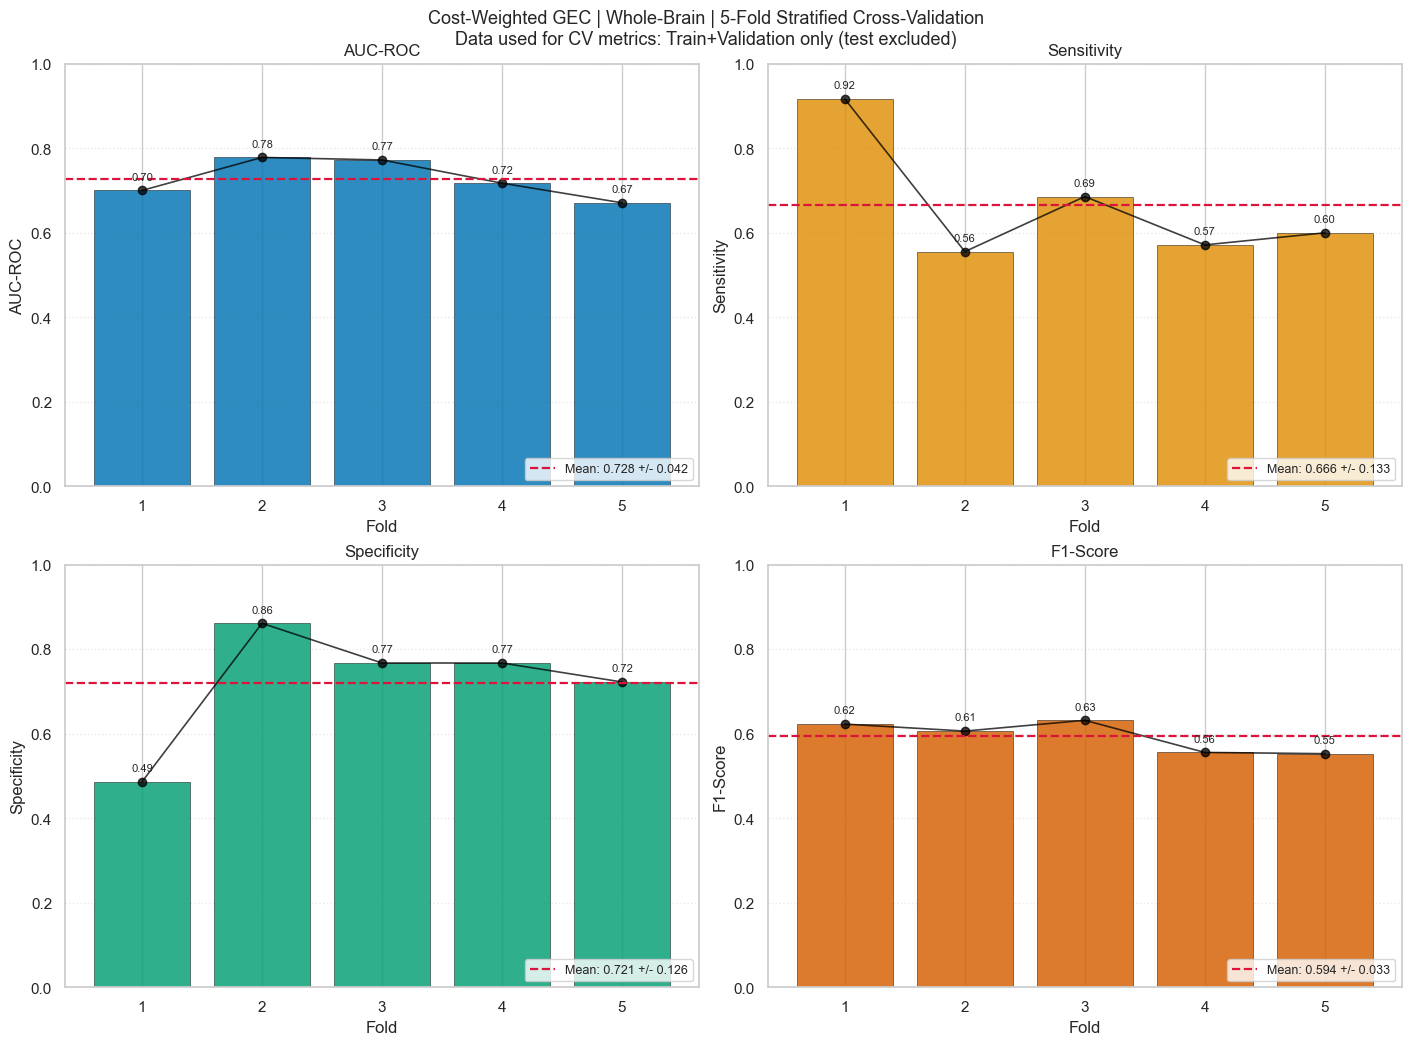 Cost-Weighted GEC | Whole-Brain | 5-Fold Stratified Cross-Validation
Data used for CV metrics: Train+Validation only (test excluded)
AUC-ROC
1.0
0.8
0.6
0.4
0.2
0.0
AUC-ROC
0.70
0.78
0.77
0.72
0.67
Mean: 0.728 +/- 0.042
1 2 3 4 5
Fold
Sensitivity
1.0
0.8
0.6
0.4
0.2
0.0
Sensitivity
0.92
0.56
0.69
0.57
0.60
Mean: 0.666 +/- 0.133
1 2 3 4 5
Fold
Specificity
1.0
0.8
0.6
0.4
0.2
0.0
Specificity
0.49
0.86
0.77
0.77
0.72
Mean: 0.721 +/- 0.126
1 2 3 4 5
Fold
F1-Score
1.0
0.8
0.6
0.4
0.2
0.0
F1-Score
0.62
0.61
0.63
0.56
0.55
Mean: 0.594 +/- 0.033
1 2 3 4 5
Fold